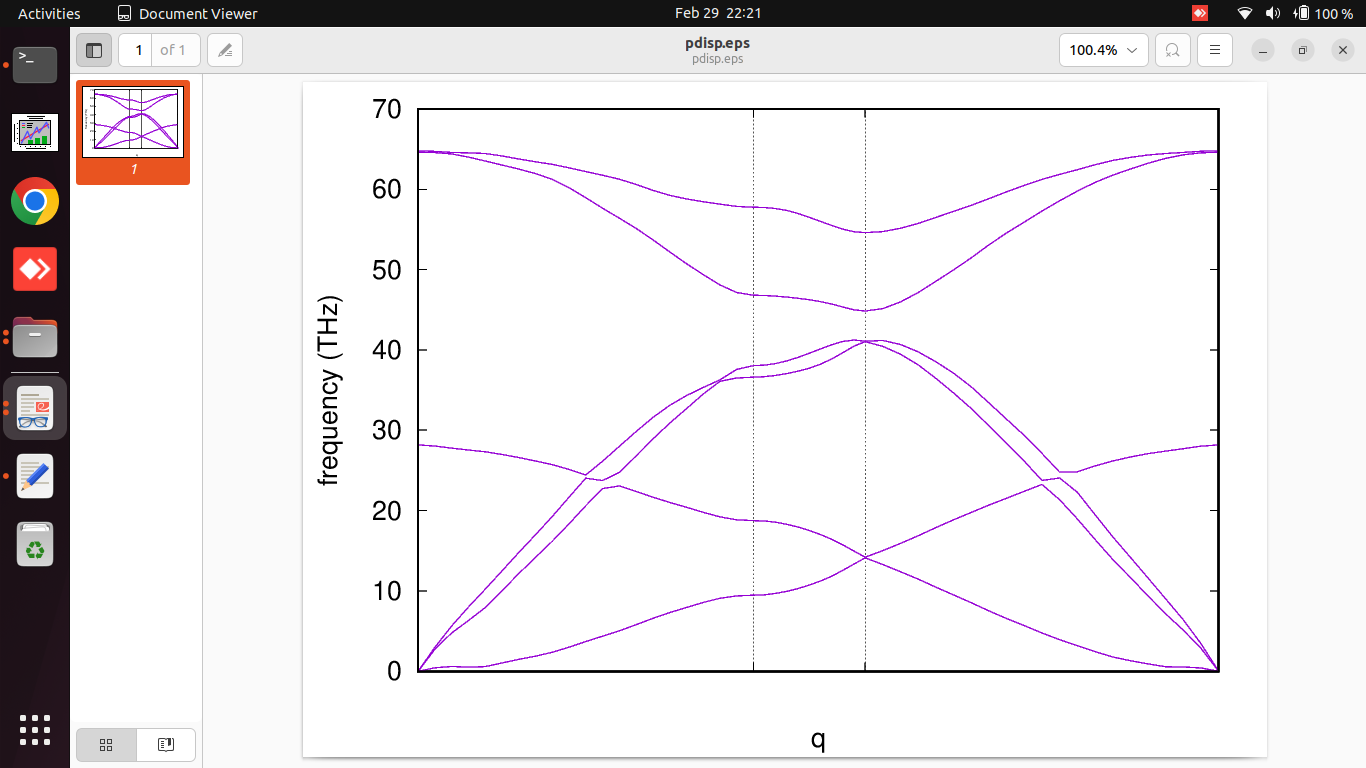 Activities Document Viewer Feb 29 22:21 100 %
1 of 1 pdisp.eps 100.4%
pdisp.eps
1
70
60
50
40
30
20
10
0
frequency (THz)
q